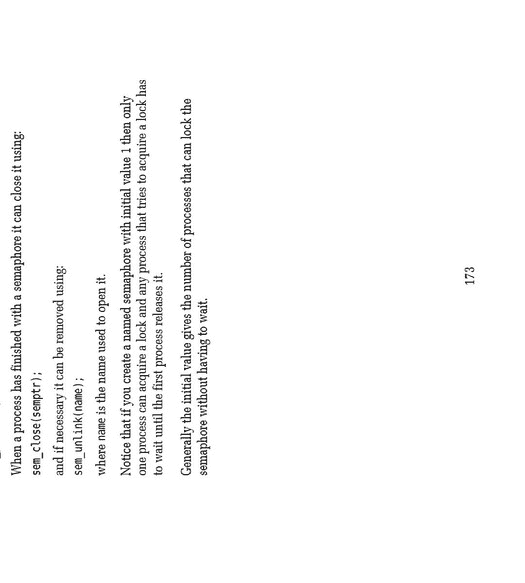 When a process has finished with a semaphore it can close it using:
sem_close(semptr);
and if necessary it can be removed using:
sem_unlink(name);
where name is the name used to open it.
Notice that if you create a named semaphore with initial value 1 then only
one process can acquire a lock and any process that tries to acquire a lock has
to wait until the first process releases it.
Generally the initial value gives the number of processes that can lock the
semaphore without having to wait.
173